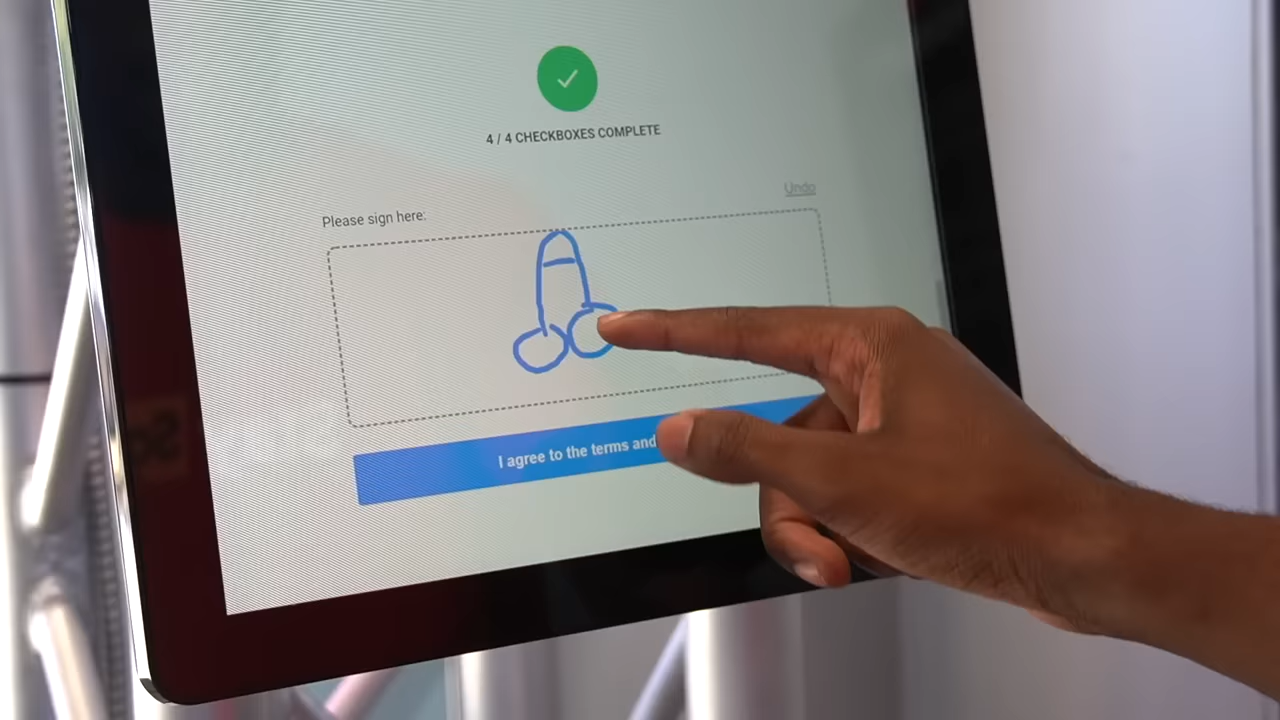 4 / 4 CHECKBOXES COMPLETE
Undo
Please sign here:
I agree to the terms and